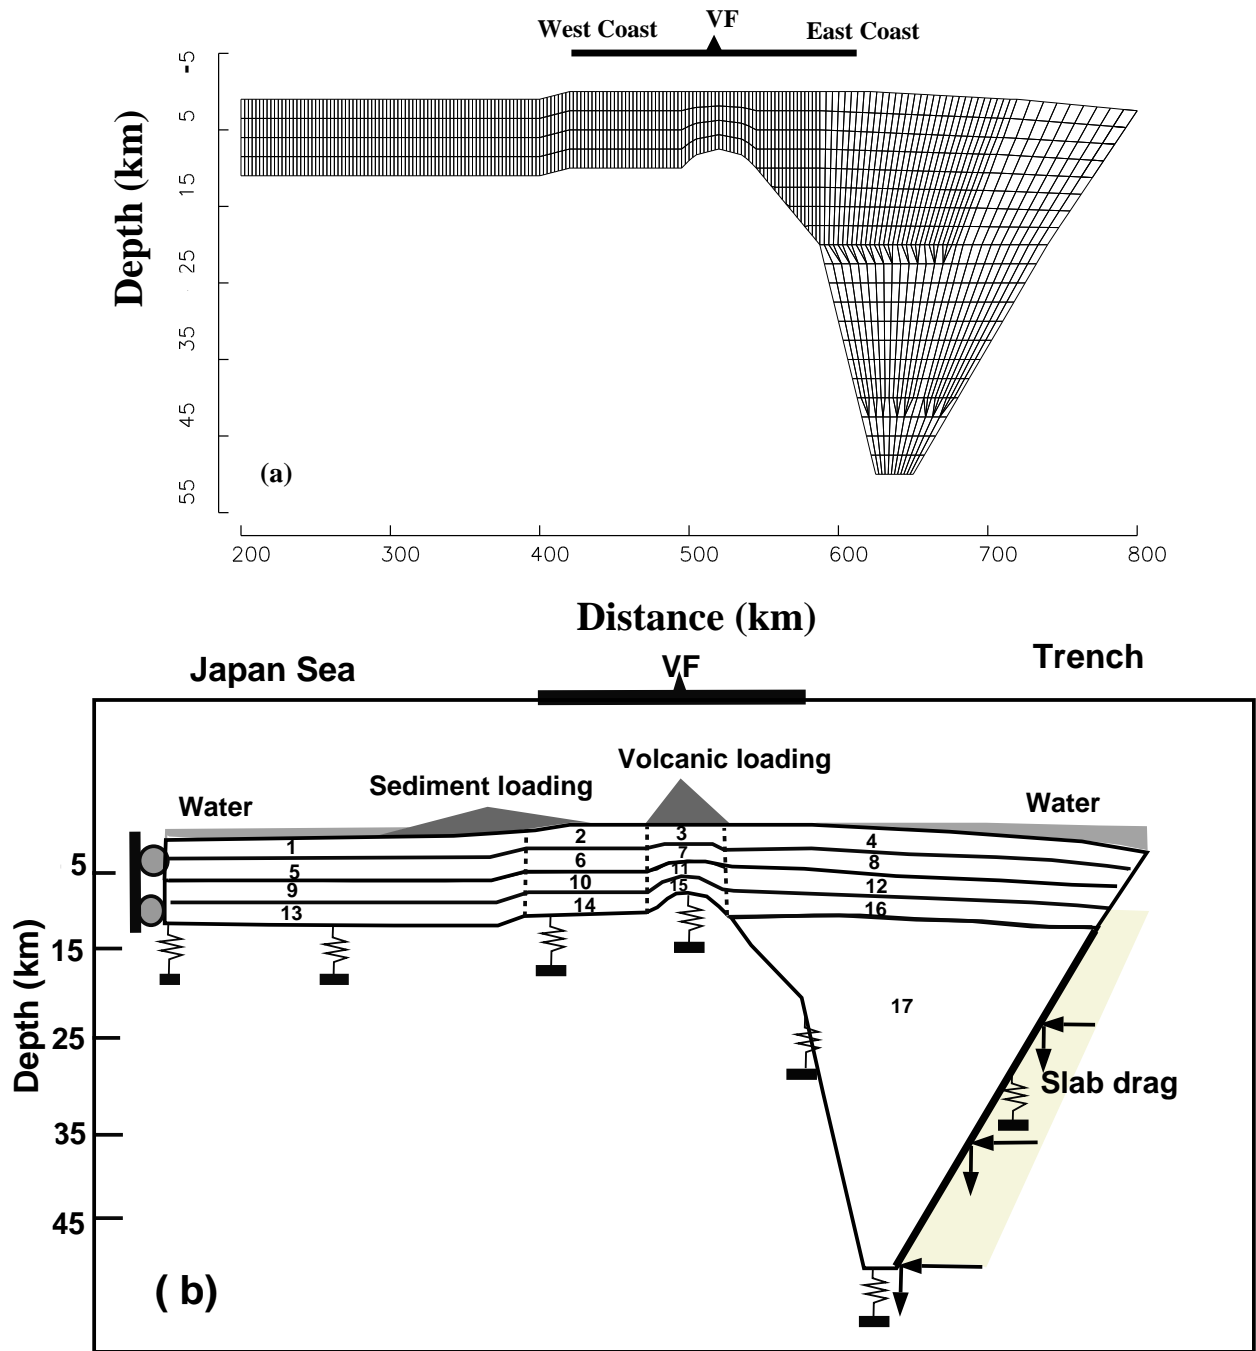 VF
West Coast
East Coast
Depth (km)
-5
5
15
25
35
45
55
(a)
200
300
400
500
600
700
800
Distance (km)
Japan Sea
VF
Trench
Volcanic loading
Sediment loading
Water
Water
1
2
3
4
5
6
7
8
9
10
11
12
13
14
15
16
17
Depth (km)
5
15
25
35
45
Slab drag
( b)